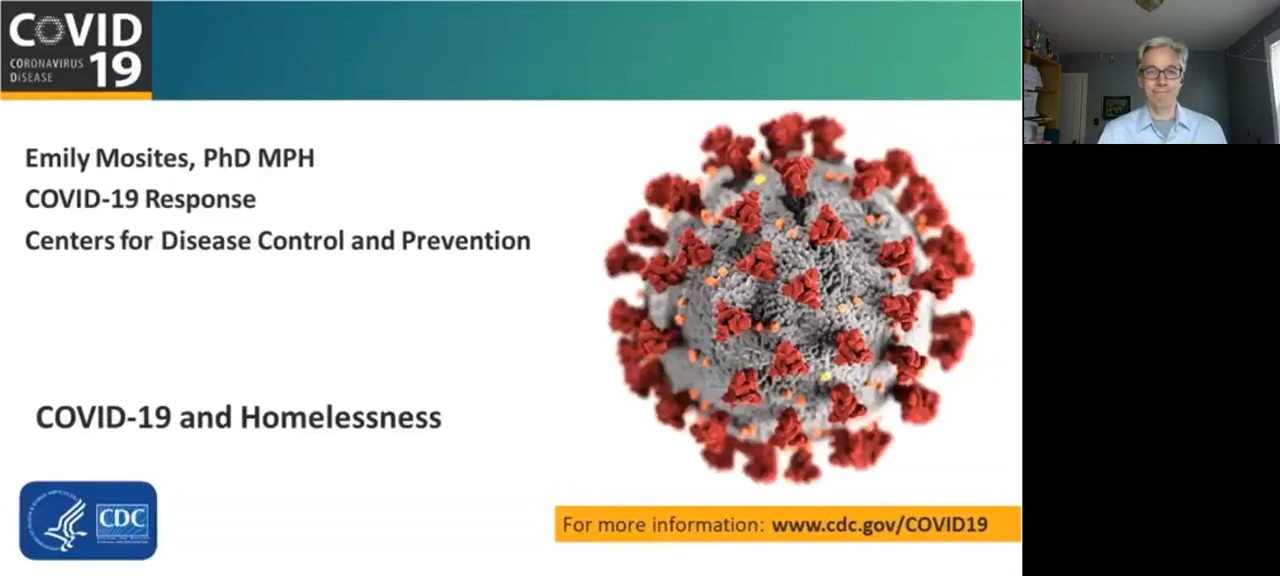 COVID
CORONAVIRUS
DISEASE
19
Emily Mosites, PhD MPH
COVID-19 Response
Centers for Disease Control and Prevention
COVID-19 and Homelessness
CDC
For more information: www.cdc.gov/COVID19